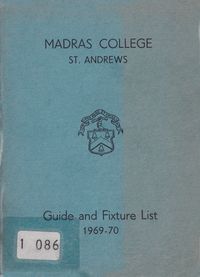 MADRAS COLLEGE
ST. ANDREWS
Guide and Fixture List
1969-70
1 086